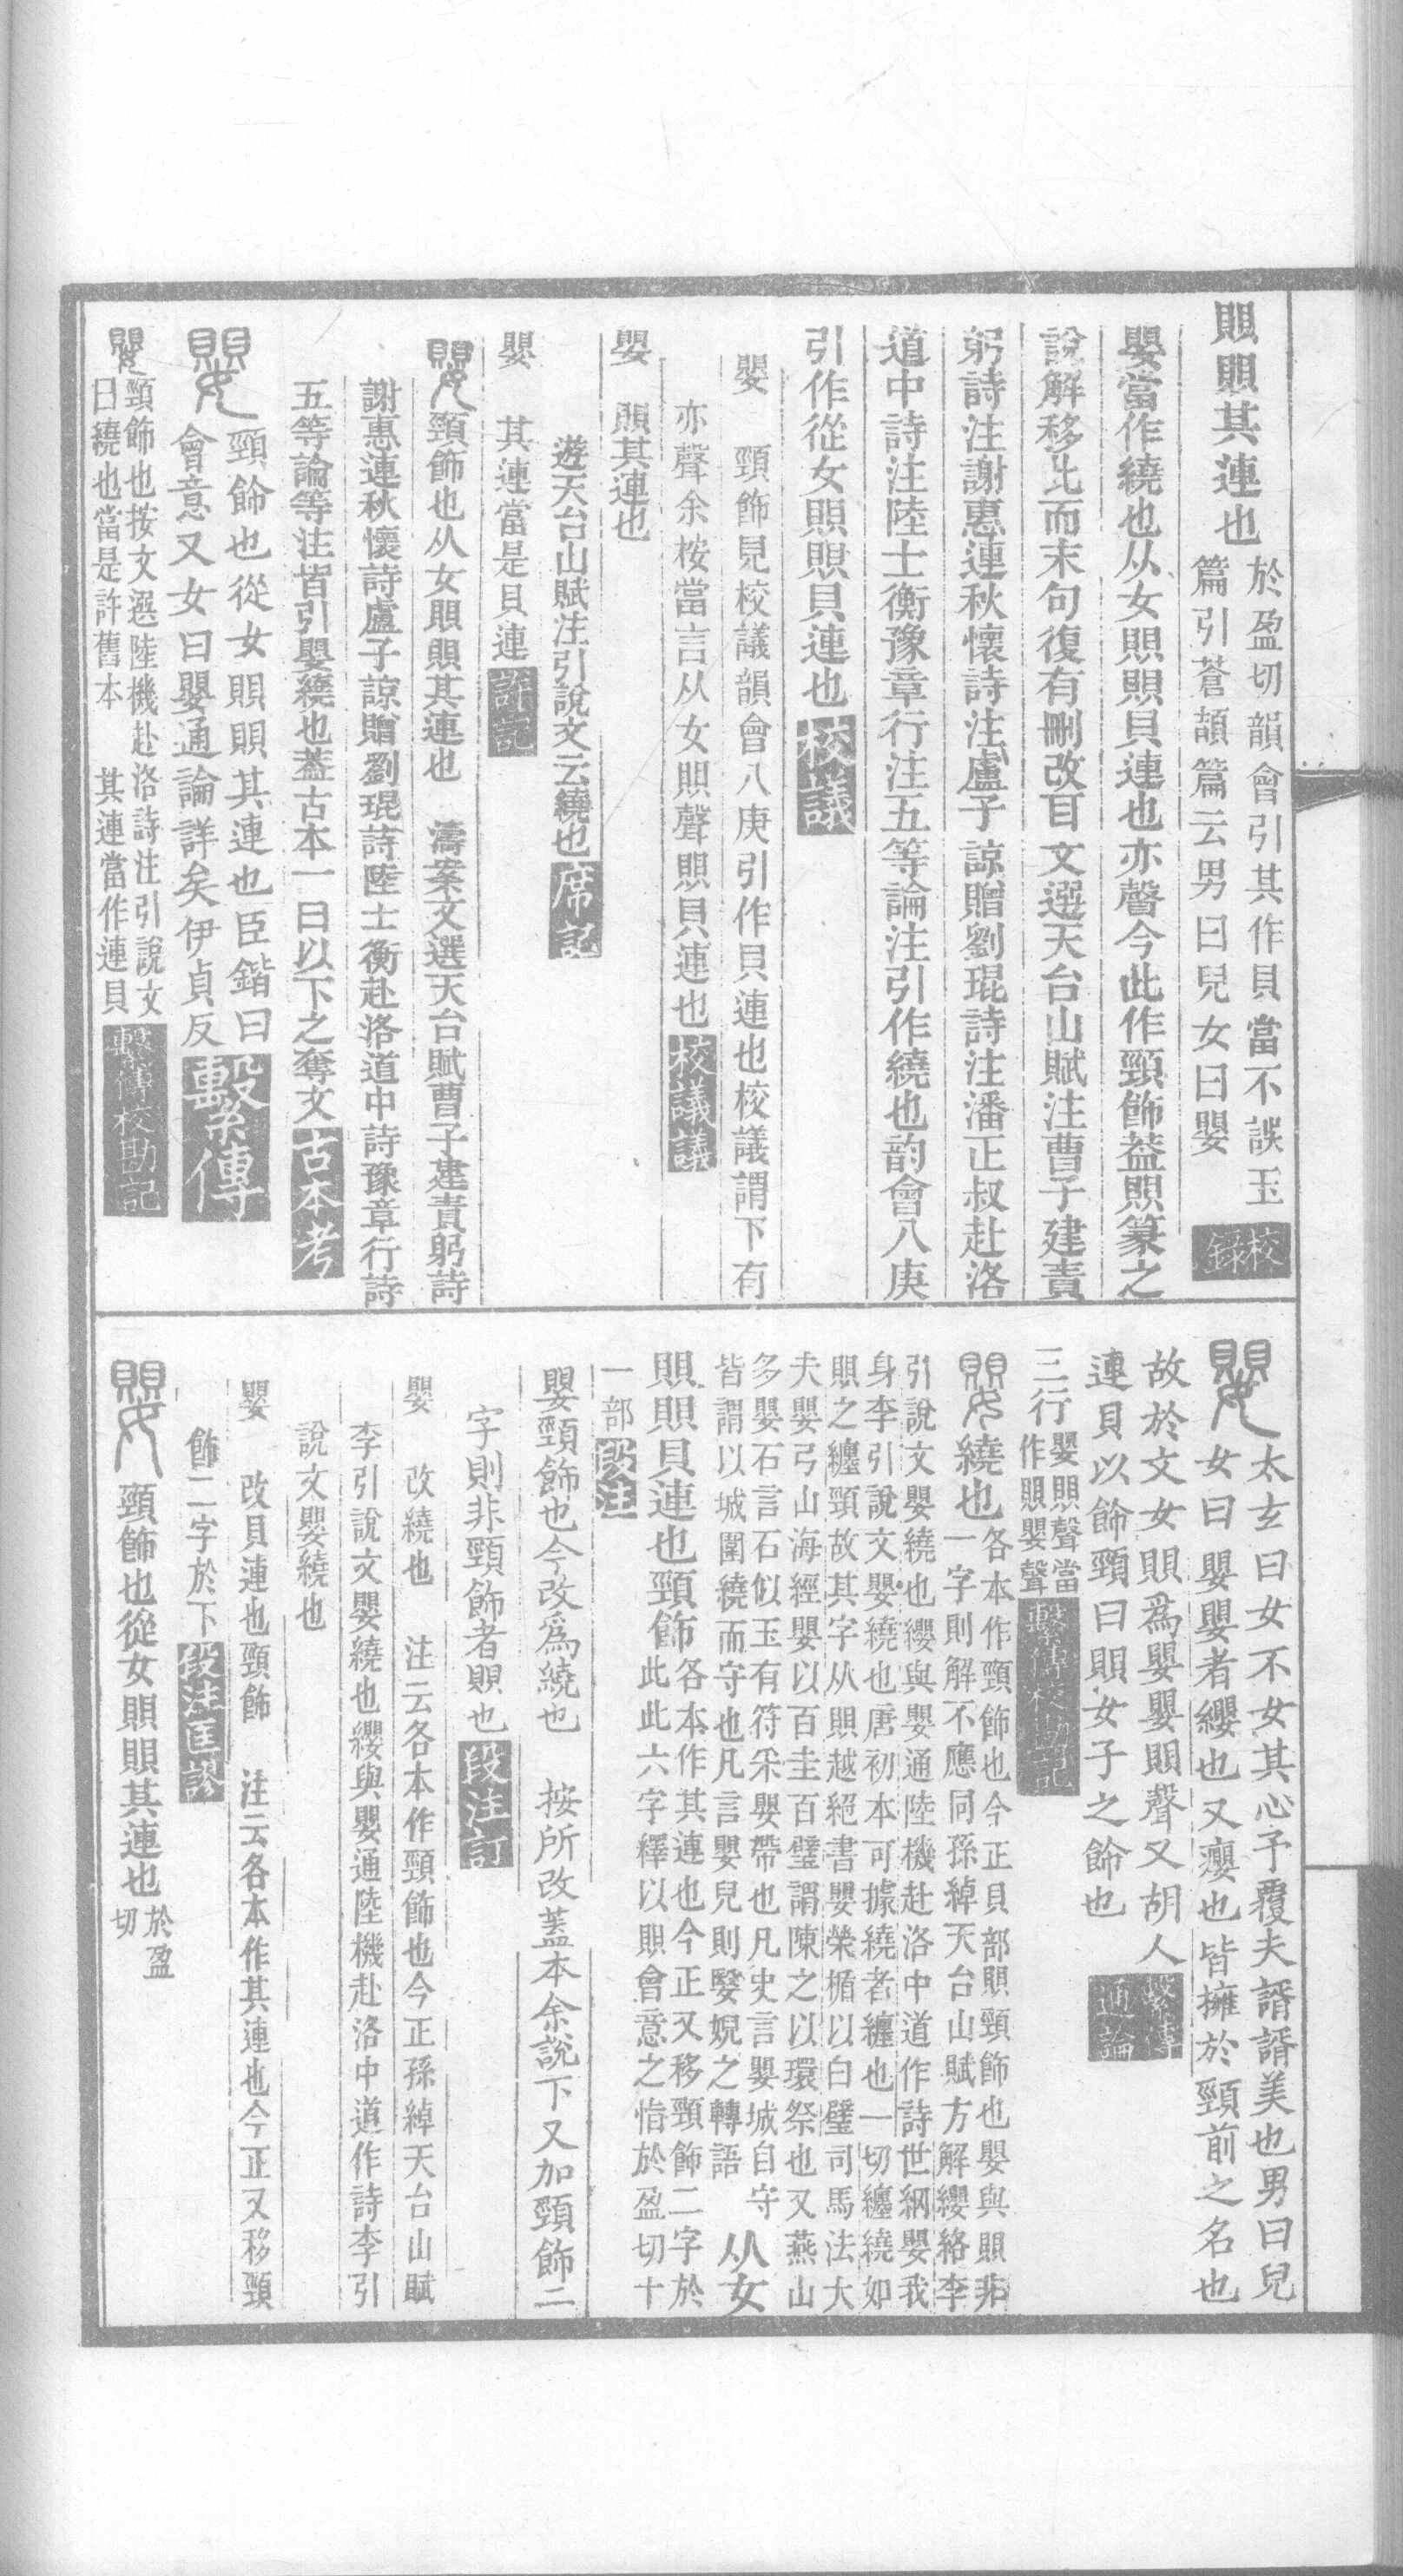 賏賏其連也
於盈切韻會引其作貝當不誤玉
篇引蒼頡篇云男曰兒女曰嬰
校錄
嬰當作繞也从女賏賏貝連也亦聲今此作頸飾葢賏篆之
說解移此而末句復有刪改耳文選天台山賦注曹子建責
躬詩注謝惠連秋懷詩注盧子諒贈劉琨詩注潘正叔赴洛
道中詩注陸士衡豫章行注五等論注引作繞也韵會八庚
引作從女賏賏貝連也校議
嬰 頸飾見校議韻會八庚引作貝連也校議謂下有
亦聲余桉當言从女賏聲賏貝連也校議議
嬰 賏其連也
遊天台山賦注引說文云繞也席記
嬰 其連當是貝連許記
嬰頸飾也从女賏賏其連也 濤案文選天台賦曹子建責躬詩
謝惠連秋懷詩盧子諒贈劉琨詩陸士衡赴洛道中詩豫章行詩
五等論等注皆引嬰繞也葢古本一曰以下之奪文古本考
嬰
頸飾也從女賏賏其連也臣鍇曰
會意又女曰嬰通論詳矣伊貞反
繫傳
嬰
頸飾也按文選陸機赴洛詩注引說文
曰繞也當是許舊本 其連當作連貝
繫傳校勘記
嬰
太玄曰女不女其心予覆夫諝諝美也男曰兒
女曰嬰嬰者纓也又癭也皆擁於頸前之名也
故於文女賏爲嬰嬰賏聲又胡人
連貝以飾頸曰賏女子之飾也
繫傳通論
三行
嬰賏聲當
作賏嬰聲
繫傳校勘記
嬰繞也
各本作頸飾也今正貝部賏頸飾也嬰與賏非
一字則解不應同孫綽天台山賦方解纓絡李
引說文嬰繞也纓與嬰通陸機赴洛中道作詩世網嬰我
身李引說文嬰繞也唐初本可據繞者纏也一切纏繞如
賏之纏頸故其字从賏越絕書嬰榮楯以白璧司馬法大
夫嬰弓山海經嬰以百圭百璧謂陳之以環祭也又燕山
多嬰石言石似玉有符采嬰帶也凡史言嬰城自守
皆謂以城圍繞而守也凡言嬰兒則嫛婗之轉語
从女
賏賏貝連也頸飾
各本作其連也今正又移頸飾二字於
此此六字釋以賏會意之恉於盈切十
一部段注
嬰頸飾也今改爲繞也 按所改葢本余說下又加頸飾二
字則非頸飾者賏也段注訂
嬰 改繞也 注云各本作頸飾也今正孫綽天台山賦
李引說文嬰繞也纓與嬰通陸機赴洛中道作詩李引
說文嬰繞也
嬰 改貝連也頸飾 注云各本作其連也今正又移頸
飾二字於下段注匡謬
嬰頸飾也從女賏賏其連也
於盈
切